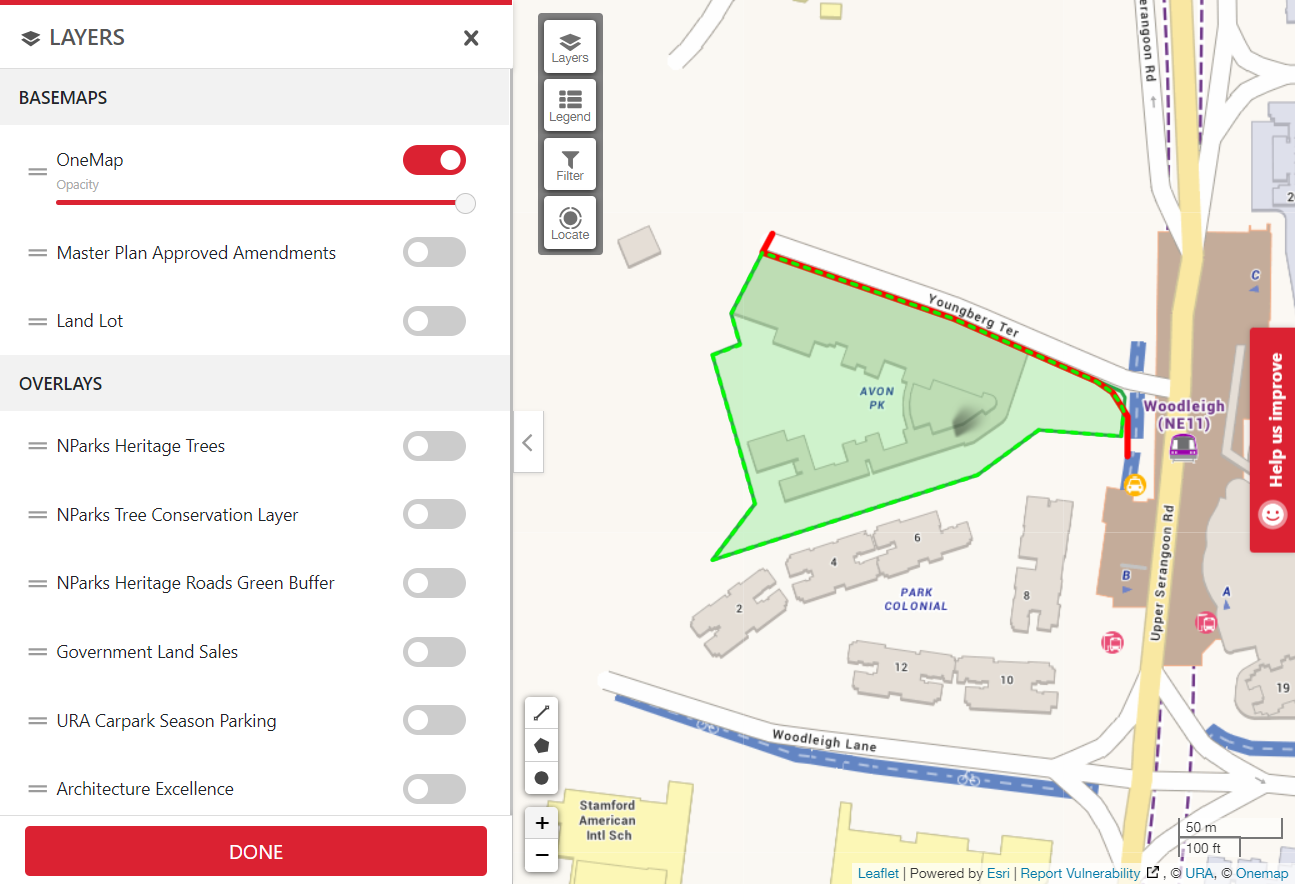 LAYERS
BASEMAPS
OneMap
Opacity
Master Plan Approved Amendments
Land Lot
OVERLAYS
NParks Heritage Trees
NParks Tree Conservation Layer
NParks Heritage Roads Green Buffer
Government Land Sales
URA Carpark Season Parking
Architecture Excellence
DONE
Layers
Legend
Filter
Locate
Serangoon Rd
C
Youngberg Ter
AVON
PK
Woodleigh
(NE11)
Help us improve
Upper Serangoon Rd
6
4
2
8
PARK
COLONIAL
B
A
12
10
19
Woodleigh Lane
Stamford
American
Intl Sch
+
−
50 m
100 ft
Leaflet | Powered by Esri | Report Vulnerability , © URA, © Onemap